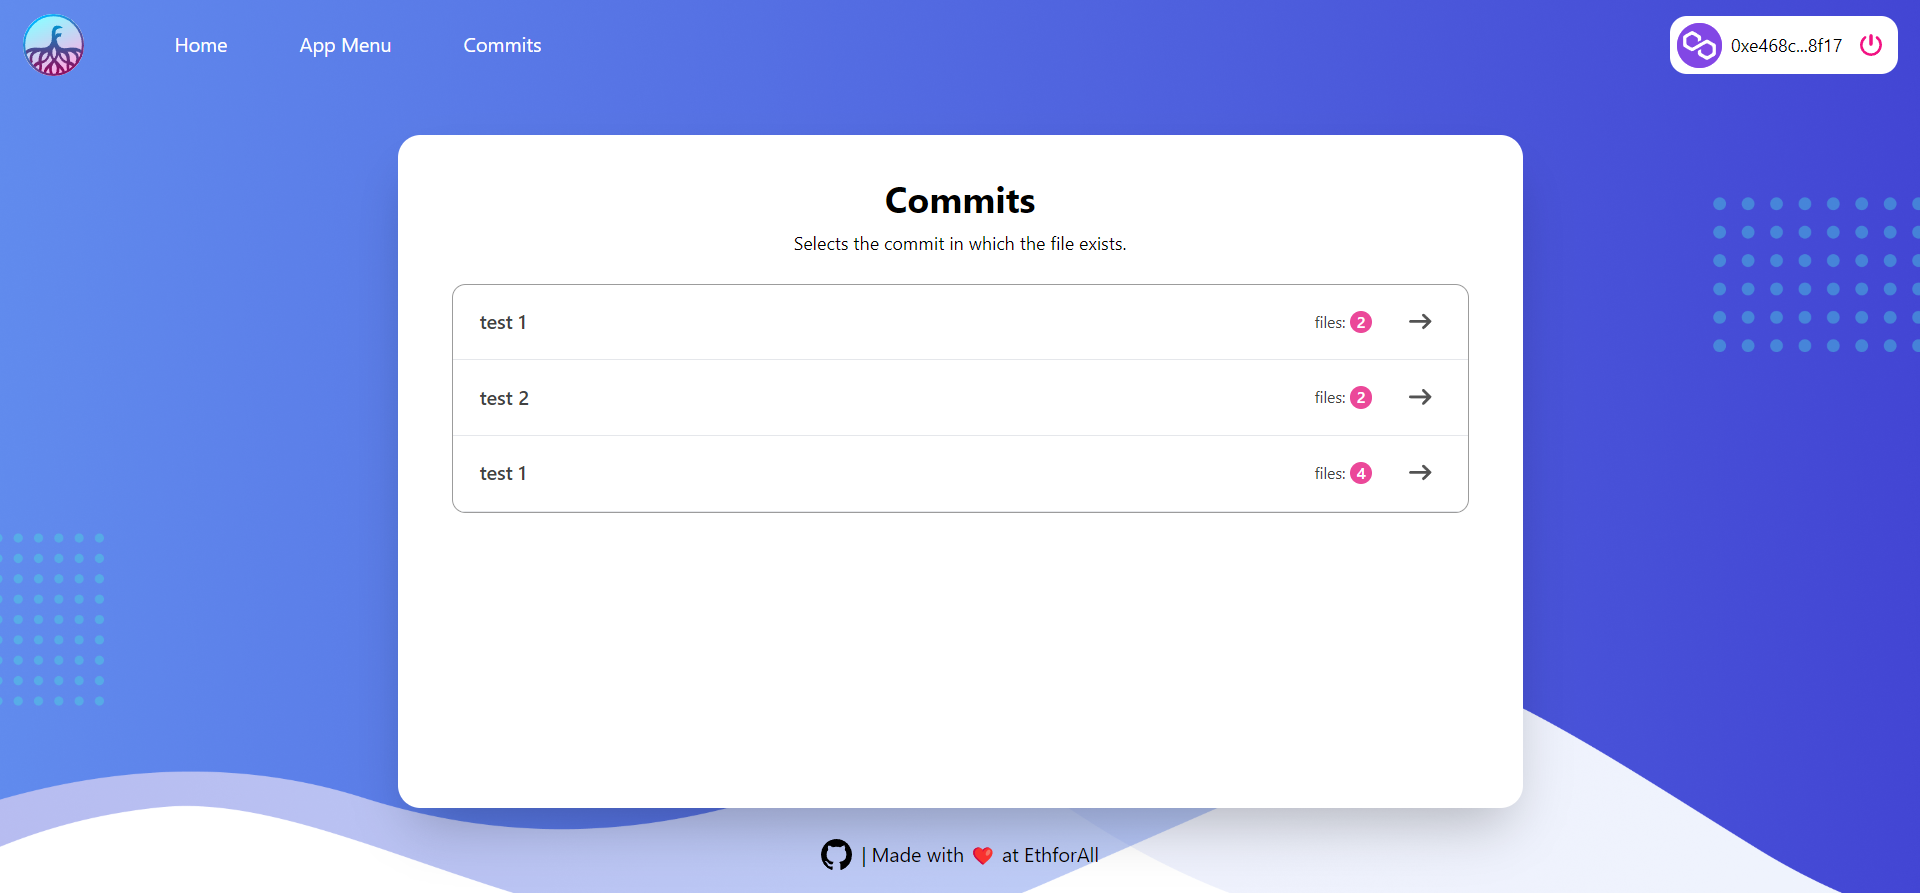 Home App Menu Commits 0xe468c...8f17
Commits
Selects the commit in which the file exists.
test 1 files: 2
test 2 files: 2
test 1 files: 4
| Made with ❤️ at EthforAll